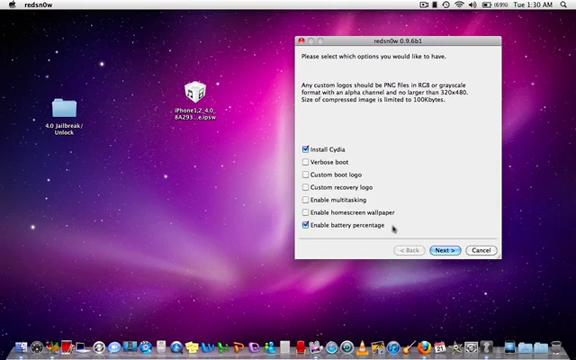 redsn0w
(69%)
Tue 1:30 AM
redsn0w 0.9.6b1
Please select which options you would like to have.
Any custom logos should be PNG files in RGB or grayscale
format with an alpha channel and no larger than 320x480.
Size of compressed image is limited to 100Kbytes.
Install Cydia
Verbose boot
Custom boot logo
Custom recovery logo
Enable multitasking
Enable homescreen wallpaper
Enable battery percentage
< Back
Next >
Cancel
4.0 Jailbreak/
Unlock
iPhone1,2_4.0_
8A293...e.ipsw